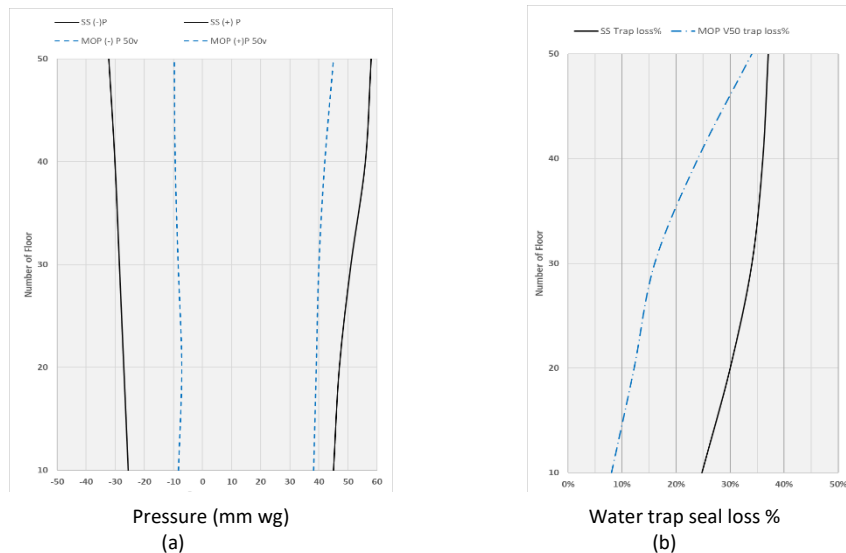 SS (-)P SS (+) P
MOP (-) P 50v MOP (+)P 50v
50
40
30
20
10
Number of Floor
-50 -40 -30 -20 -10 0 10 20 30 40 50 60
Pressure (mm wg)
(a)
SS Trap loss% MOP V50 trap loss%
50
40
30
20
10
Number of Floor
0% 10% 20% 30% 40% 50%
Water trap seal loss %
(b)